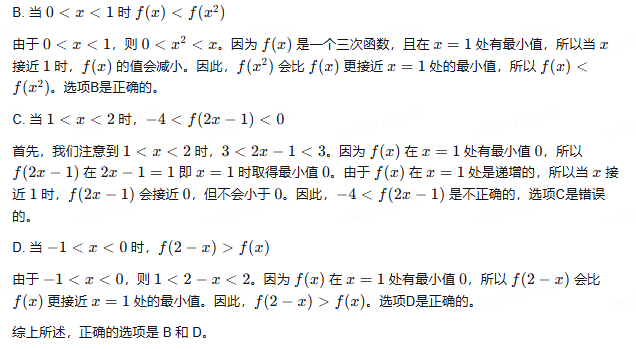 B. 当 0 < x < 1 时 f(x) < f(x²)
由于 0 < x < 1，则 0 < x² < x。因为 f(x) 是一个三次函数，且在 x = 1 处有最小值，所以当 x
接近 1 时，f(x) 的值会减小。因此，f(x²) 会比 f(x) 更接近 x = 1 处的最小值，所以 f(x) <
f(x²)。选项B是正确的。
C. 当 1 < x < 2 时，−4 < f(2x − 1) < 0
首先，我们注意到 1 < x < 2 时，3 < 2x − 1 < 3。因为 f(x) 在 x = 1 处有最小值 0，所以
f(2x − 1) 在 2x − 1 = 1 即 x = 1 时取得最小值 0。由于 f(x) 在 x = 1 处是递增的，所以当 x 接
近 1 时，f(2x − 1) 会接近 0，但不会小于 0。因此，−4 < f(2x − 1) 是不正确的，选项C是错误
的。
D. 当 −1 < x < 0 时，f(2 − x) > f(x)
由于 −1 < x < 0，则 1 < 2 − x < 2。因为 f(x) 在 x = 1 处有最小值 0，所以 f(2 − x) 会比
f(x) 更接近 x = 1 处的最小值。因此，f(2 − x) > f(x)。选项D是正确的。
综上所述，正确的选项是 B 和 D。